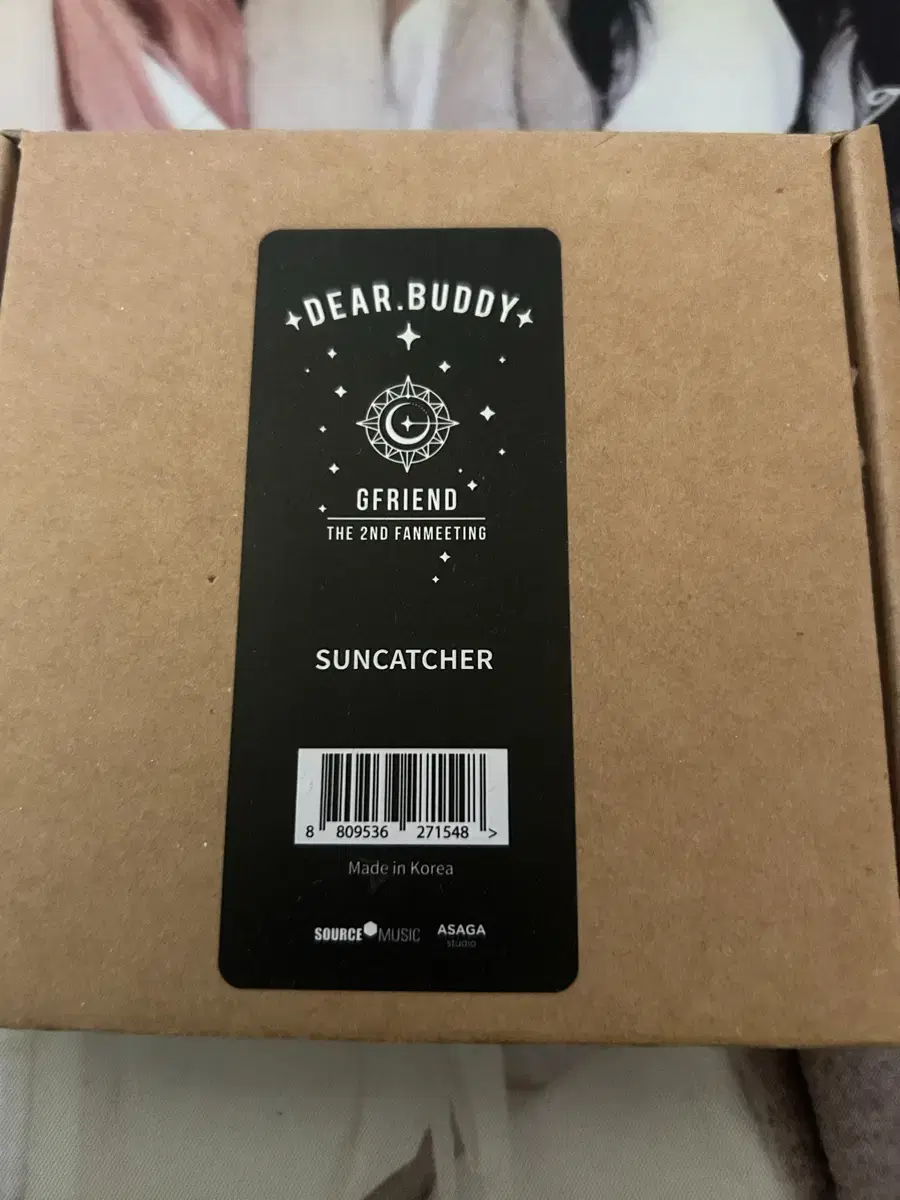 DEAR.BUDDY
GFRIEND
THE 2ND FANMEETING
SUNCATCHER
8 809536 271548 >
Made in Korea
SOURCE MUSIC ASAGA
studio